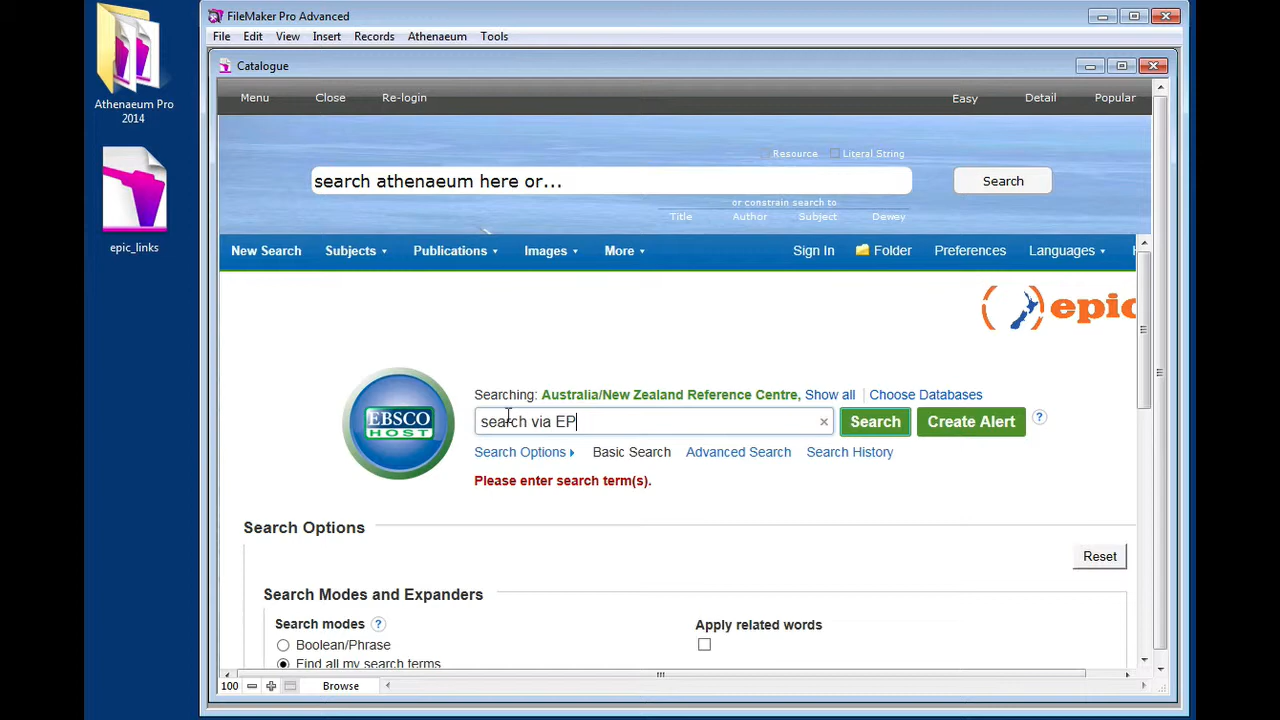 FileMaker Pro Advanced
File Edit View Insert Records Athenaeum Tools
Catalogue
Menu Close Re-login Easy Detail Popular
Athenaeum Pro
2014
epic_links
Resource Literal String
search athenaeum here or... Search
or constrain search to
Title Author Subject Dewey
New Search Subjects Publications Images More Sign In Folder Preferences Languages
epic
EBSCO
HOST
Searching: Australia/New Zealand Reference Centre, Show all Choose Databases
search via EP Search Create Alert
Search Options Basic Search Advanced Search Search History
Please enter search term(s).
Search Options
Reset
Search Modes and Expanders
Search modes Apply related words
Boolean/Phrase
Find all my search terms
100 Browse